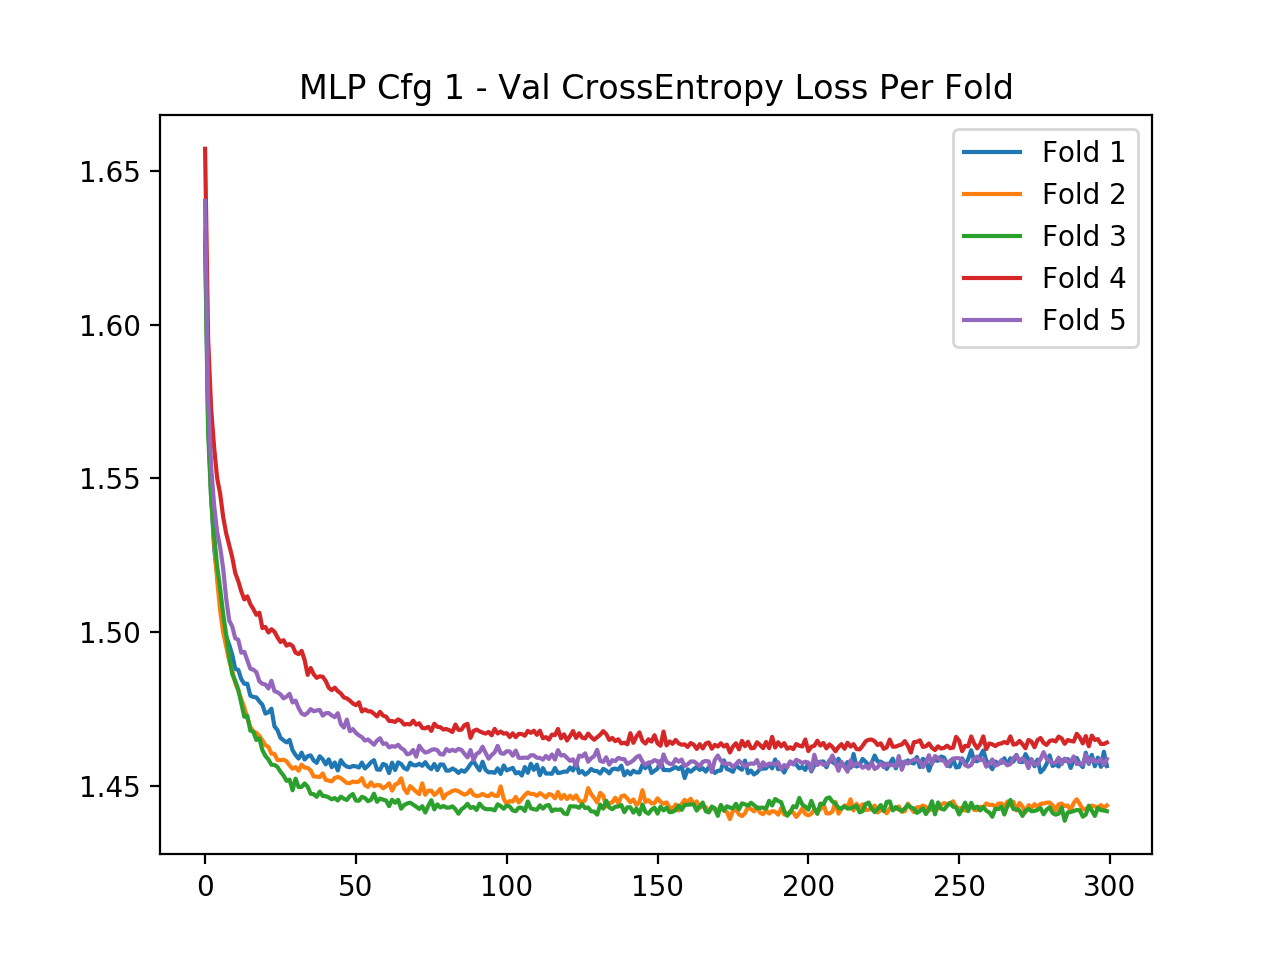 MLP Cfg 1 - Val CrossEntropy Loss Per Fold
Fold 1
Fold 2
Fold 3
Fold 4
Fold 5
1.65
1.60
1.55
1.50
1.45
0 50 100 150 200 250 300